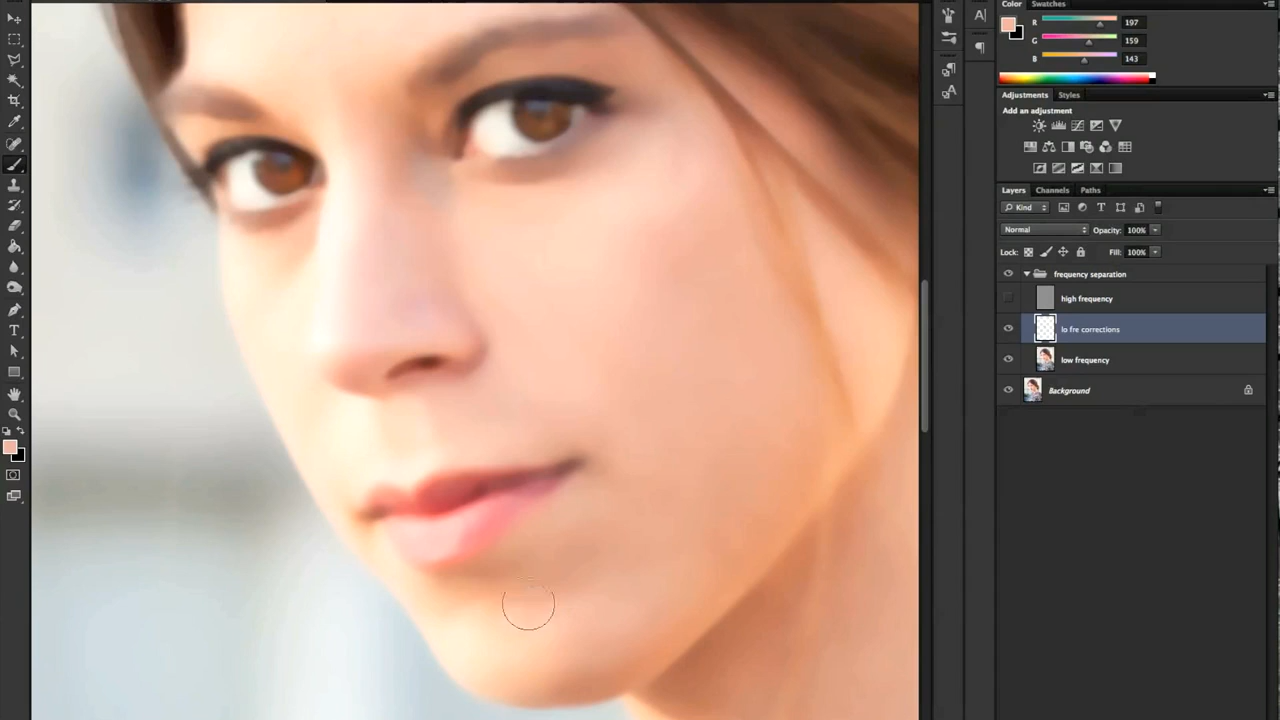 Color Swatches
R 197
G 159
B 143
Adjustments Styles
Add an adjustment
Layers Channels Paths
Kind
Normal Opacity: 100%
Lock: Fill: 100%
frequency separation
high frequency
lo fre corrections
low frequency
Background